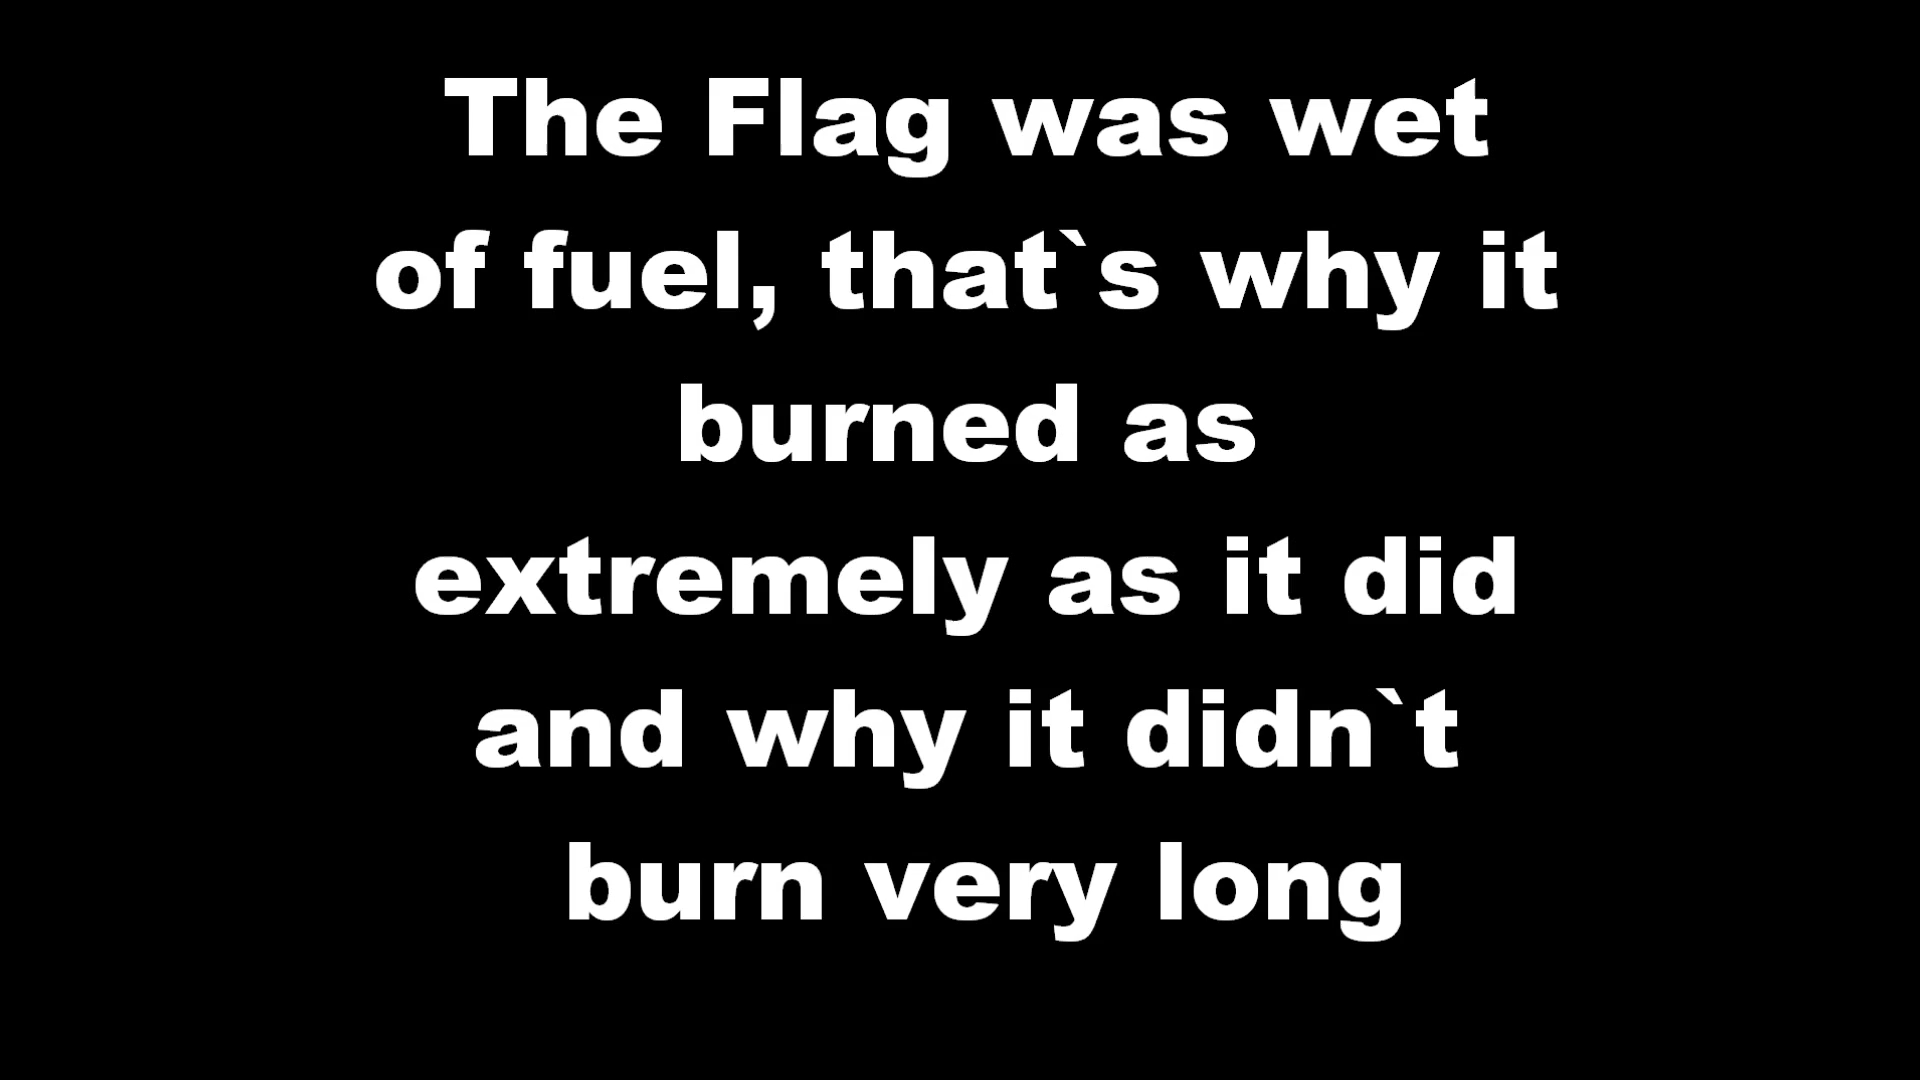 The Flag was wet
of fuel, that`s why it
burned as
extremely as it did
and why it didn`t
burn very long